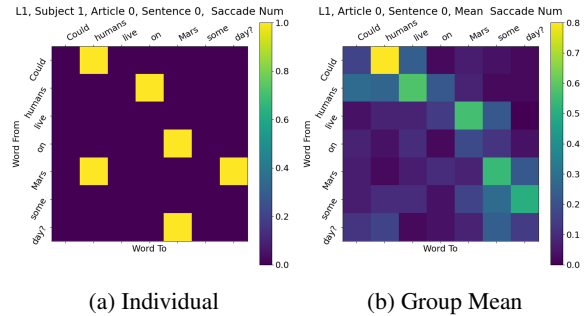 L1, Subject 1, Article 0, Sentence 0, Saccade Num
Could
humans
live
on
Mars
some
day?
Could
humans
live
on
Mars
some
day?
Word From
Word To
1.0
0.8
0.6
0.4
0.2
0.0
(a) Individual
L1, Article 0, Sentence 0, Mean Saccade Num
Could
humans
live
on
Mars
some
day?
Could
humans
live
on
Mars
some
day?
Word From
Word To
0.8
0.7
0.6
0.5
0.4
0.3
0.2
0.1
0.0
(b) Group Mean